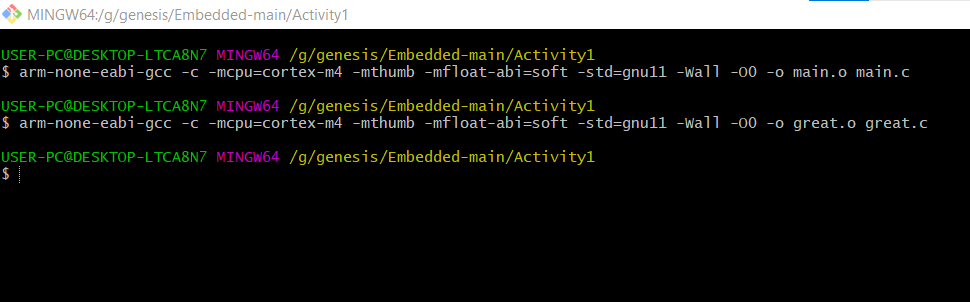 MINGW64:/g/genesis/Embedded-main/Activity1
USER-PC@DESKTOP-LTCA8N7 MINGW64 /g/genesis/Embedded-main/Activity1
$ arm-none-eabi-gcc -c -mcpu=cortex-m4 -mthumb -mfloat-abi=soft -std=gnu11 -Wall -O0 -o main.o main.c
USER-PC@DESKTOP-LTCA8N7 MINGW64 /g/genesis/Embedded-main/Activity1
$ arm-none-eabi-gcc -c -mcpu=cortex-m4 -mthumb -mfloat-abi=soft -std=gnu11 -Wall -O0 -o great.o great.c
USER-PC@DESKTOP-LTCA8N7 MINGW64 /g/genesis/Embedded-main/Activity1
$